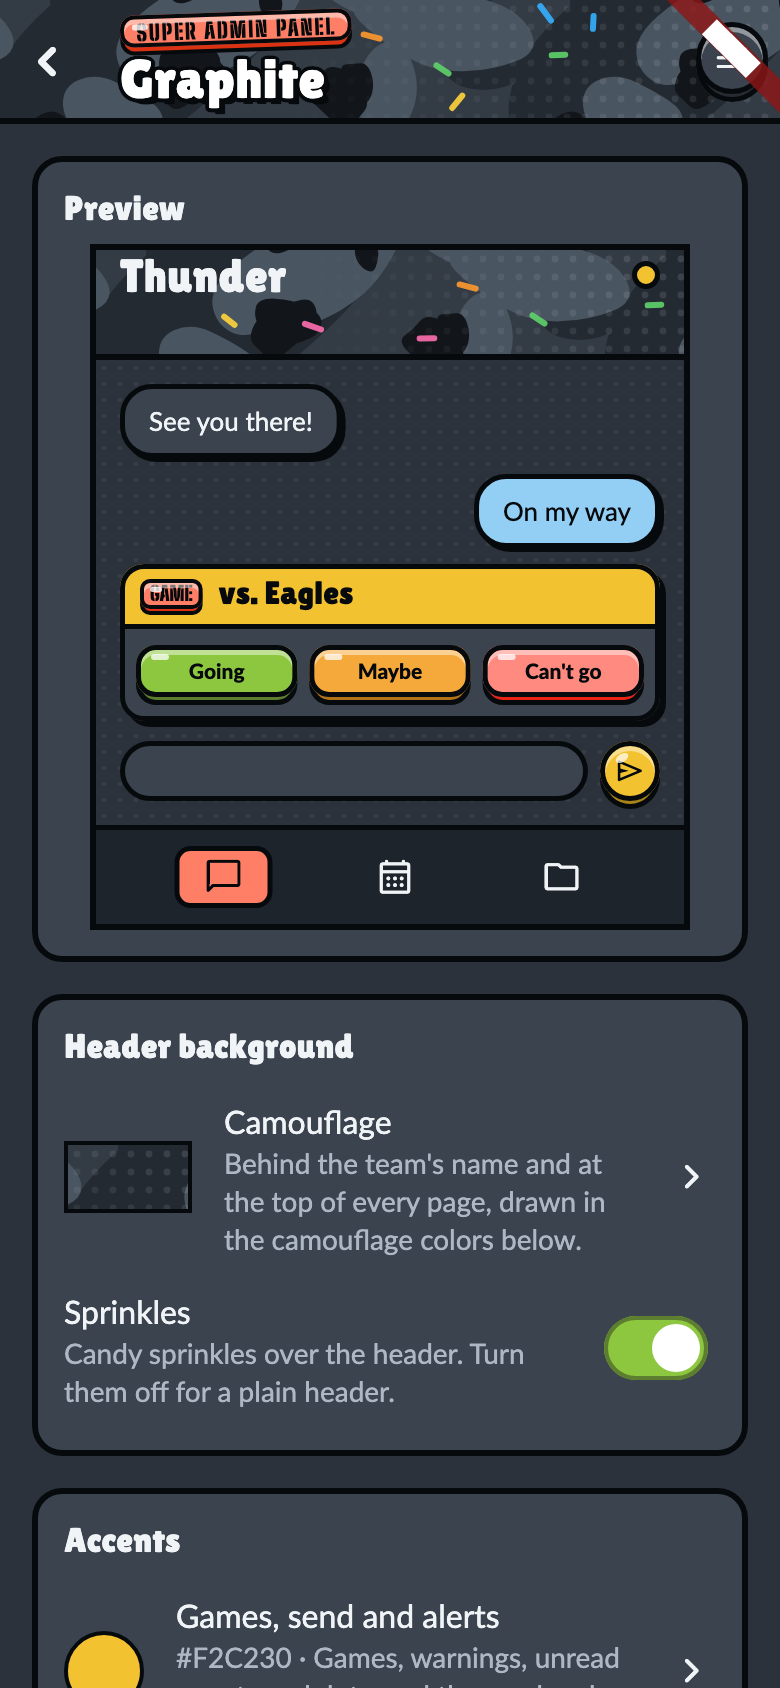 SUPER ADMIN PANEL
Graphite
Preview
Thunder
See you there!
On my way
GAME
vs. Eagles
Going
Maybe
Can't go
Header background
Camouflage
Behind the team's name and at
the top of every page, drawn in
the camouflage colors below.
Sprinkles
Candy sprinkles over the header. Turn
them off for a plain header.
Accents
Games, send and alerts
#F2C230 · Games, warnings, unread